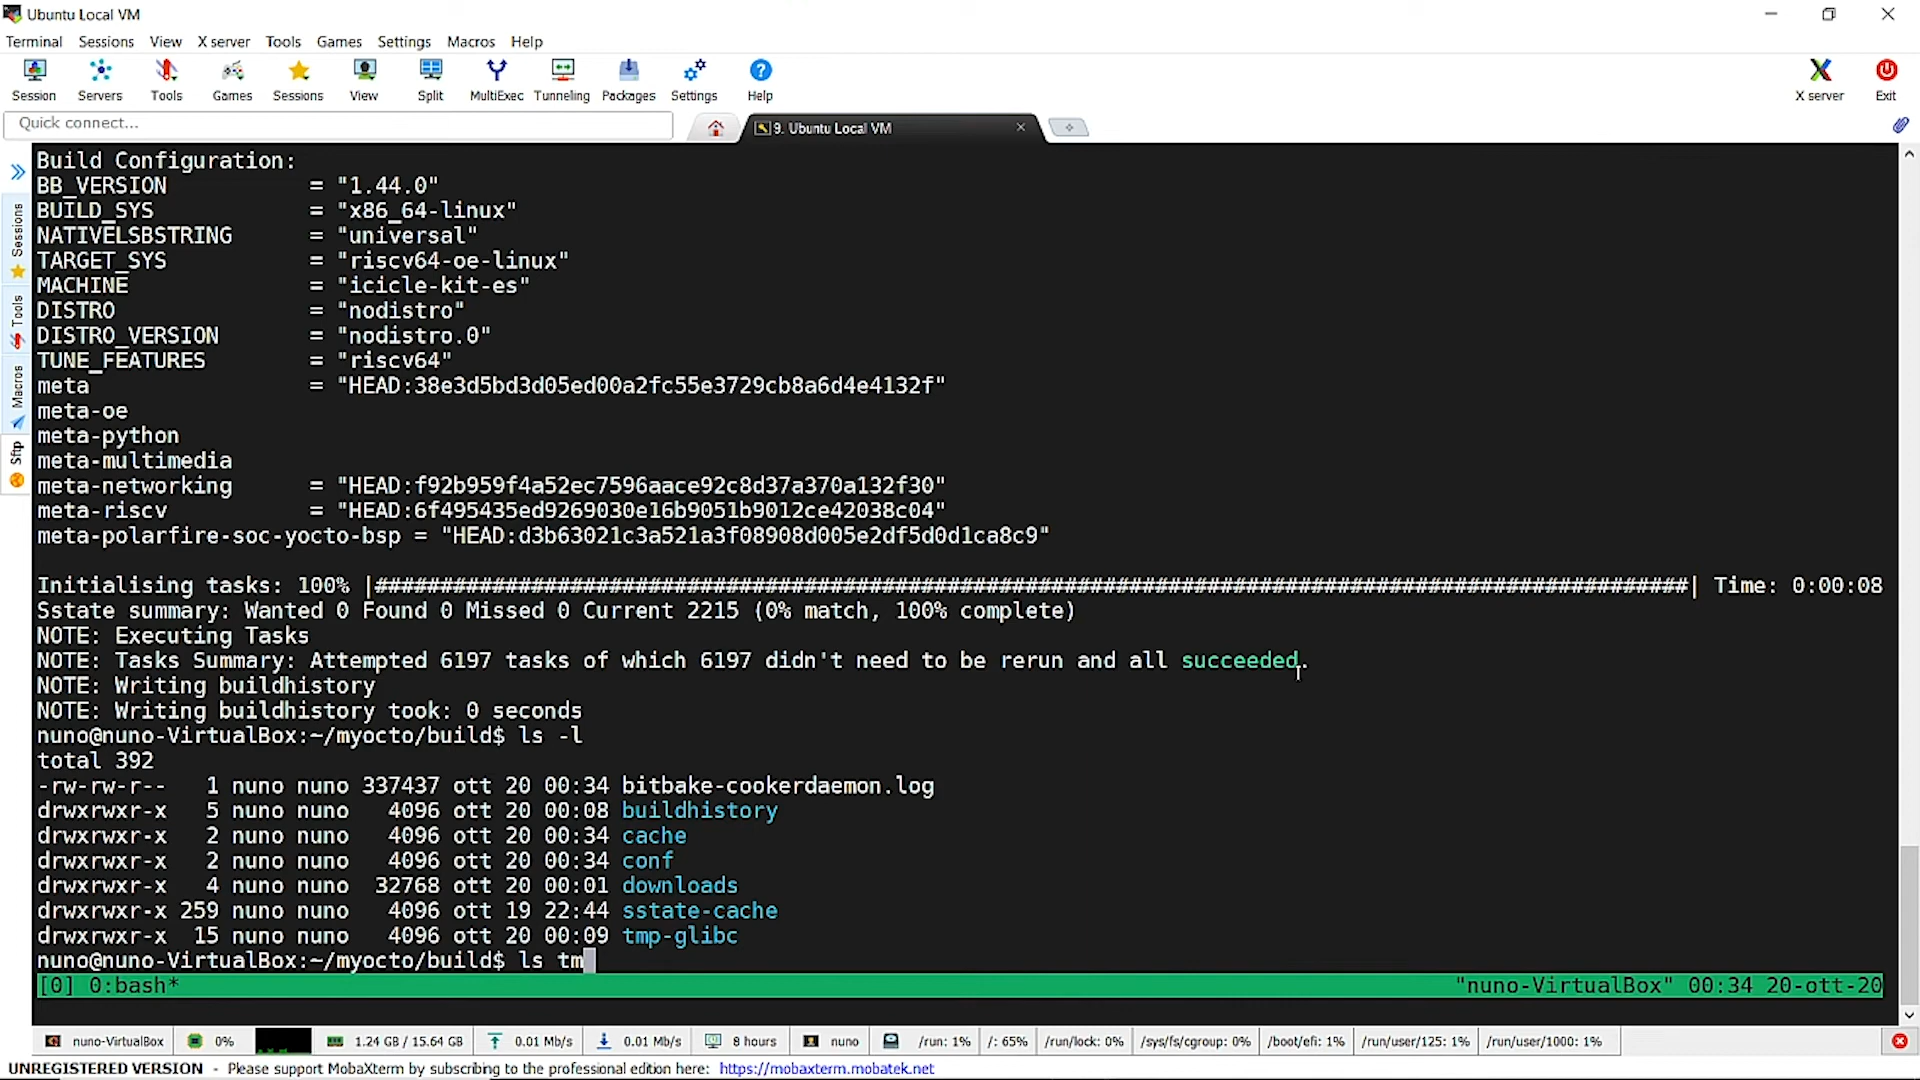 Ubuntu Local VM
Terminal Sessions View X server Tools Games Settings Macros Help
Session Servers Tools Games Sessions View Split MultiExec Tunneling Packages Settings Help X server Exit
Quick connect...
9. Ubuntu Local VM
Sessions
Tools
Macros
Sftp
Build Configuration:
BB_VERSION           = "1.44.0"
BUILD_SYS            = "x86_64-linux"
NATIVELSBSTRING      = "universal"
TARGET_SYS           = "riscv64-oe-linux"
MACHINE              = "icicle-kit-es"
DISTRO               = "nodistro"
DISTRO_VERSION       = "nodistro.0"
TUNE_FEATURES        = "riscv64"
meta                 = "HEAD:38e3d5bd3d05ed00a2fc55e3729cb8a6d4e4132f"
meta-oe
meta-python
meta-multimedia
meta-networking      = "HEAD:f92b959f4a52ec7596aace92c8d37a370a132f30"
meta-riscv           = "HEAD:6f495435ed9269030e16b9051b9012ce42038c04"
meta-polarfire-soc-yocto-bsp = "HEAD:d3b63021c3a521a3f08908d005e2df5d0d1ca8c9"
Initialising tasks: 100% |#####################################################################################################| Time: 0:00:08
Sstate summary: Wanted 0 Found 0 Missed 0 Current 2215 (0% match, 100% complete)
NOTE: Executing Tasks
NOTE: Tasks Summary: Attempted 6197 tasks of which 6197 didn't need to be rerun and all succeeded.
NOTE: Writing buildhistory
NOTE: Writing buildhistory took: 0 seconds
nuno@nuno-VirtualBox:~/myocto/build$ ls -l
total 392
-rw-rw-r--   1 nuno nuno 337437 ott 20 00:34 bitbake-cookerdaemon.log
drwxrwxr-x   5 nuno nuno   4096 ott 20 00:08 buildhistory
drwxrwxr-x   2 nuno nuno   4096 ott 20 00:34 cache
drwxrwxr-x   2 nuno nuno   4096 ott 20 00:34 conf
drwxrwxr-x   4 nuno nuno  32768 ott 20 00:01 downloads
drwxrwxr-x 259 nuno nuno   4096 ott 19 22:44 sstate-cache
drwxrwxr-x  15 nuno nuno   4096 ott 20 00:09 tmp-glibc
nuno@nuno-VirtualBox:~/myocto/build$ ls tm
[0] 0:bash* "nuno-VirtualBox" 00:34 20-ott-20
nuno-VirtualBox 0% 1.24 GB / 15.64 GB 0.01 Mb/s 0.01 Mb/s 8 hours nuno /run: 1% /: 65% /run/lock: 0% /sys/fs/cgroup: 0% /boot/efi: 1% /run/user/125: 1% /run/user/1000: 1%
UNREGISTERED VERSION - Please support MobaXterm by subscribing to the professional edition here: https://mobaxterm.mobatek.net